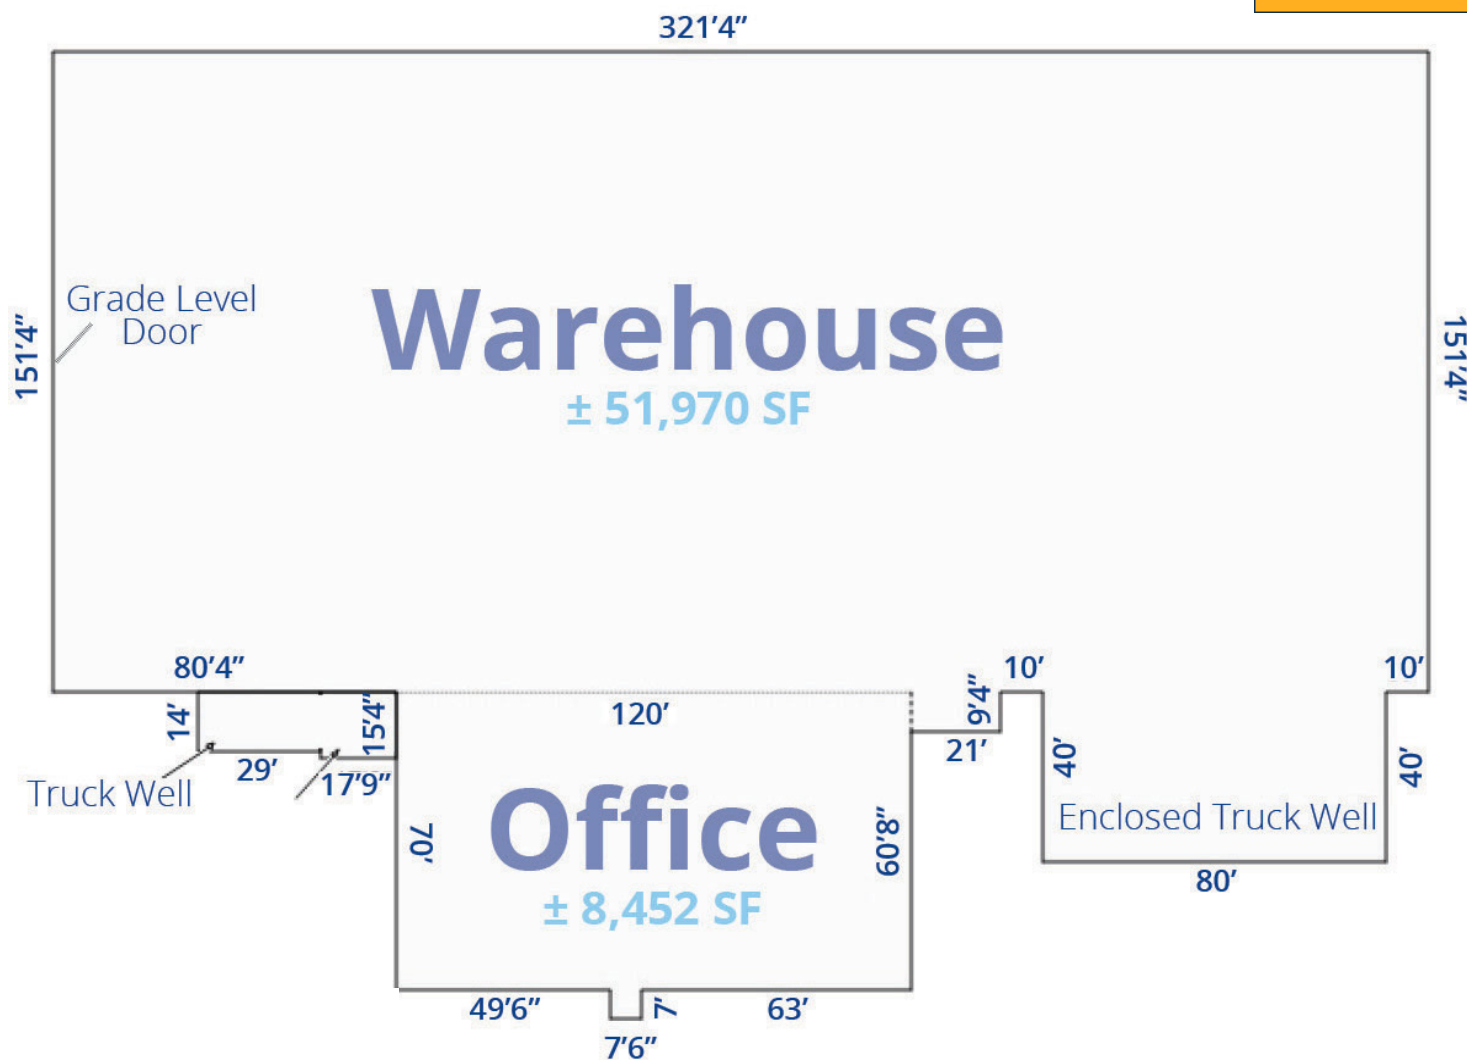 321’4”
Grade Level
Door
151’4”
Warehouse
± 51,970 SF
151’4”
80’4”
10’
10’
14’
15’4”
120’
9’4”
21’
29’
17’9”
40’
40’
Truck Well
Office
± 8,452 SF
70’
60’8”
Enclosed Truck Well
80’
49’6”
7’
63’
7’6”